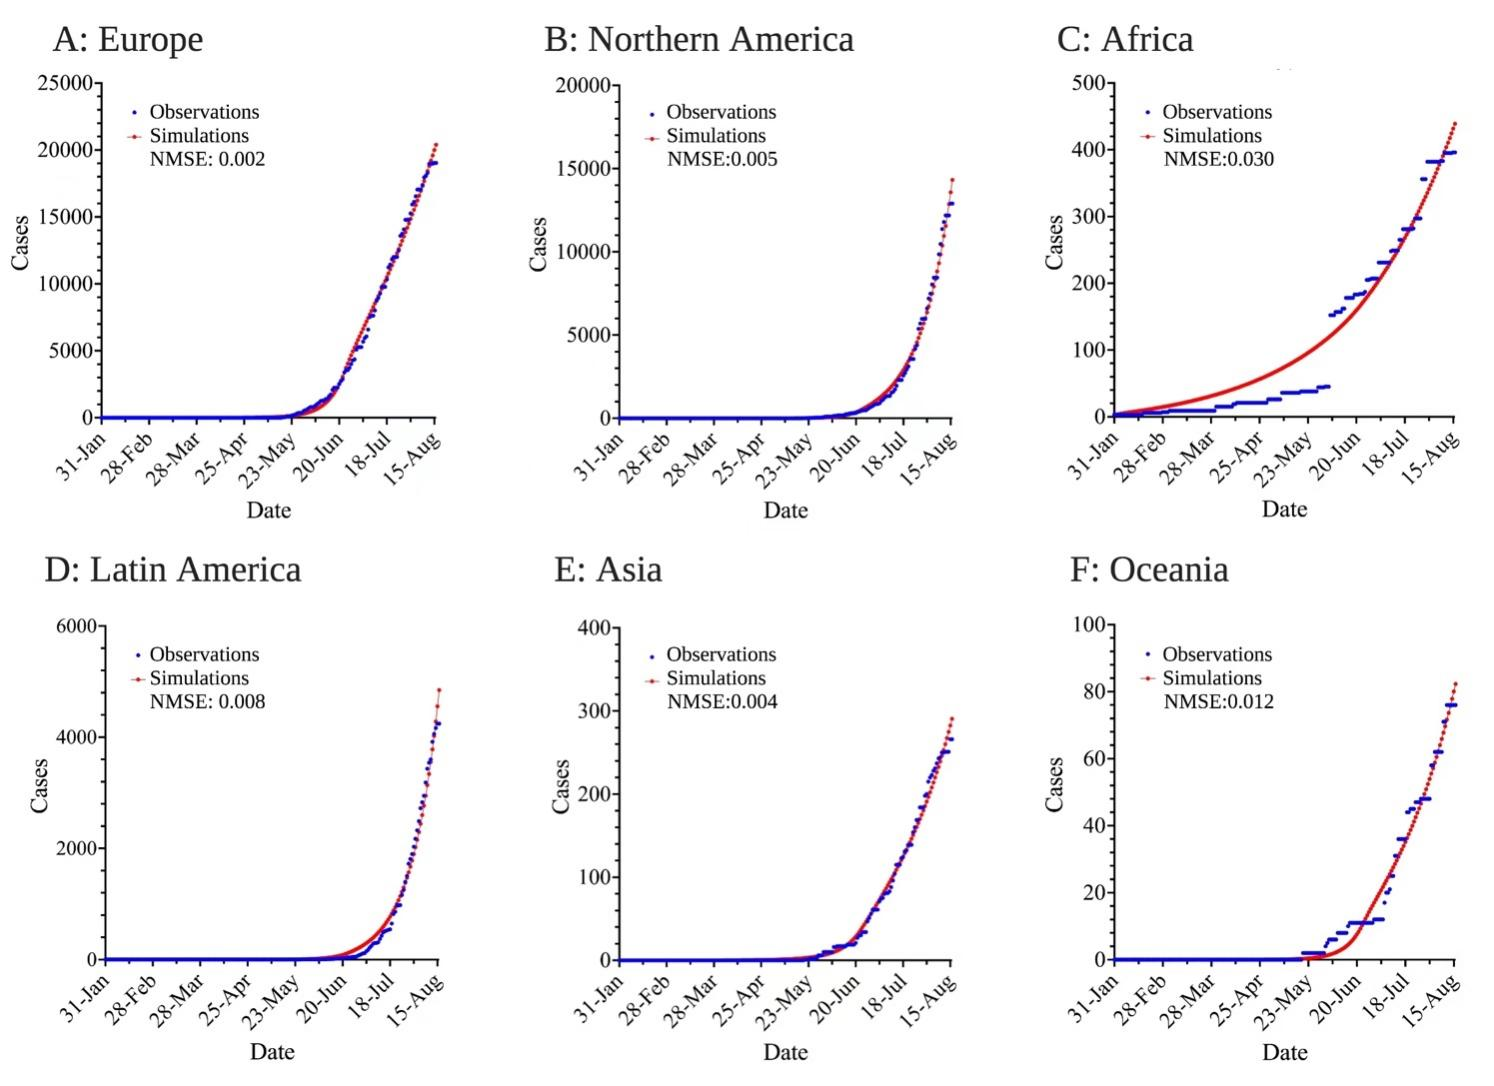 A: Europe
25000
20000
15000
10000
5000
0
Observations
Simulations
NMSE: 0.002
Cases
31-Jan
28-Feb
28-Mar
25-Apr
23-May
20-Jun
18-Jul
15-Aug
Date
B: Northern America
20000
15000
10000
5000
0
Observations
Simulations
NMSE:0.005
Cases
31-Jan
28-Feb
28-Mar
25-Apr
23-May
20-Jun
18-Jul
15-Aug
Date
C: Africa
500
400
300
200
100
0
Observations
Simulations
NMSE:0.030
Cases
31-Jan
28-Feb
28-Mar
25-Apr
23-May
20-Jun
18-Jul
15-Aug
Date
D: Latin America
6000
4000
2000
0
Observations
Simulations
NMSE: 0.008
Cases
31-Jan
28-Feb
28-Mar
25-Apr
23-May
20-Jun
18-Jul
15-Aug
Date
E: Asia
400
300
200
100
0
Observations
Simulations
NMSE:0.004
Cases
31-Jan
28-Feb
28-Mar
25-Apr
23-May
20-Jun
18-Jul
15-Aug
Date
F: Oceania
100
80
60
40
20
0
Observations
Simulations
NMSE:0.012
Cases
31-Jan
28-Feb
28-Mar
25-Apr
23-May
20-Jun
18-Jul
15-Aug
Date